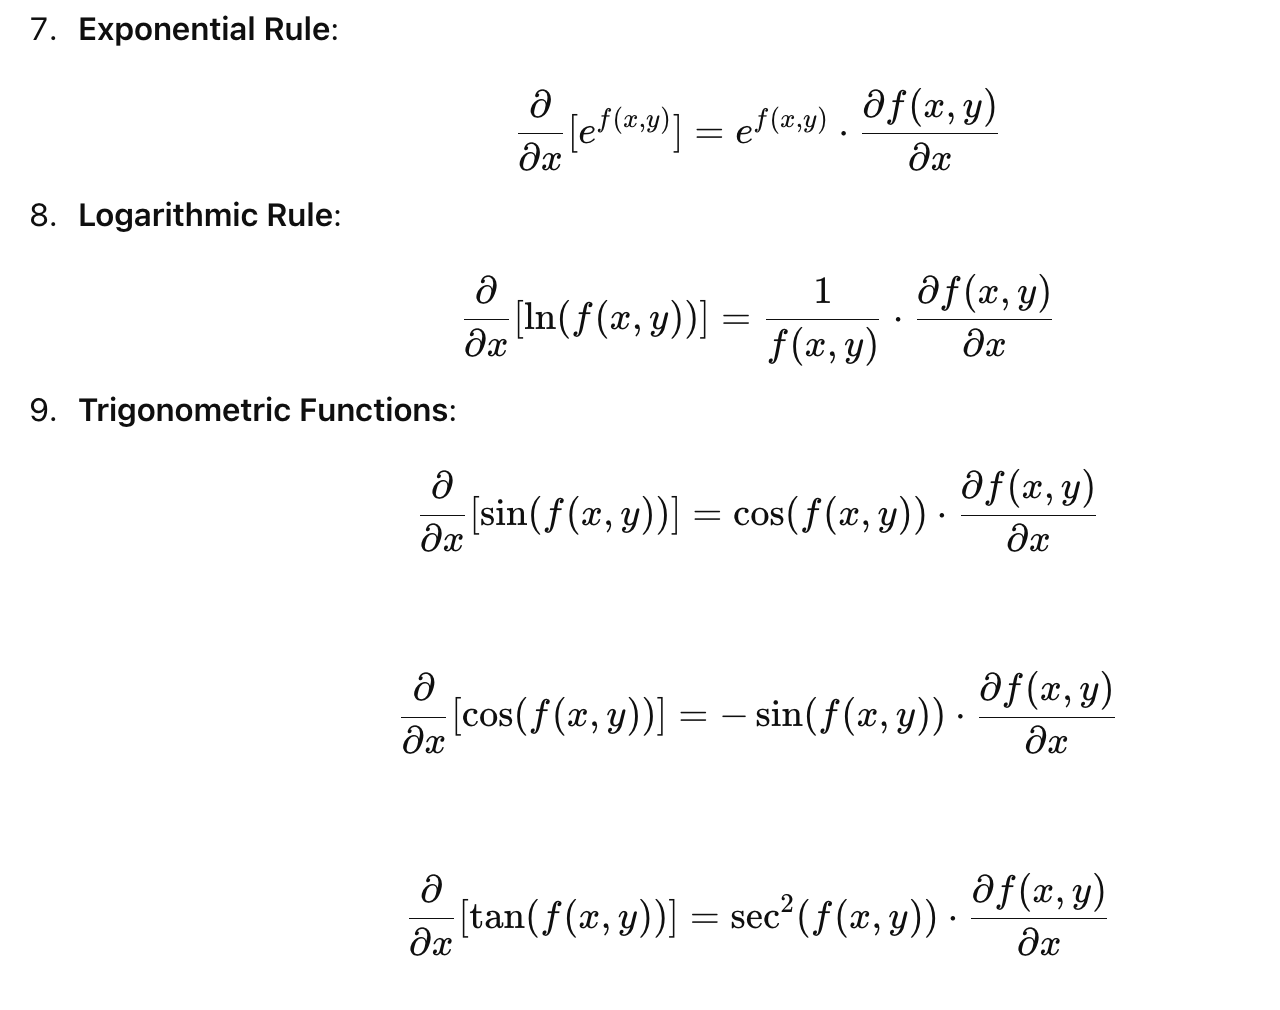 7. Exponential Rule:
∂/∂x [e^{f(x,y)}] = e^{f(x,y)} · ∂f(x, y)/∂x
8. Logarithmic Rule:
∂/∂x [ln(f(x, y))] = 1/f(x, y) · ∂f(x, y)/∂x
9. Trigonometric Functions:
∂/∂x [sin(f(x, y))] = cos(f(x, y)) · ∂f(x, y)/∂x
∂/∂x [cos(f(x, y))] = − sin(f(x, y)) · ∂f(x, y)/∂x
∂/∂x [tan(f(x, y))] = sec²(f(x, y)) · ∂f(x, y)/∂x